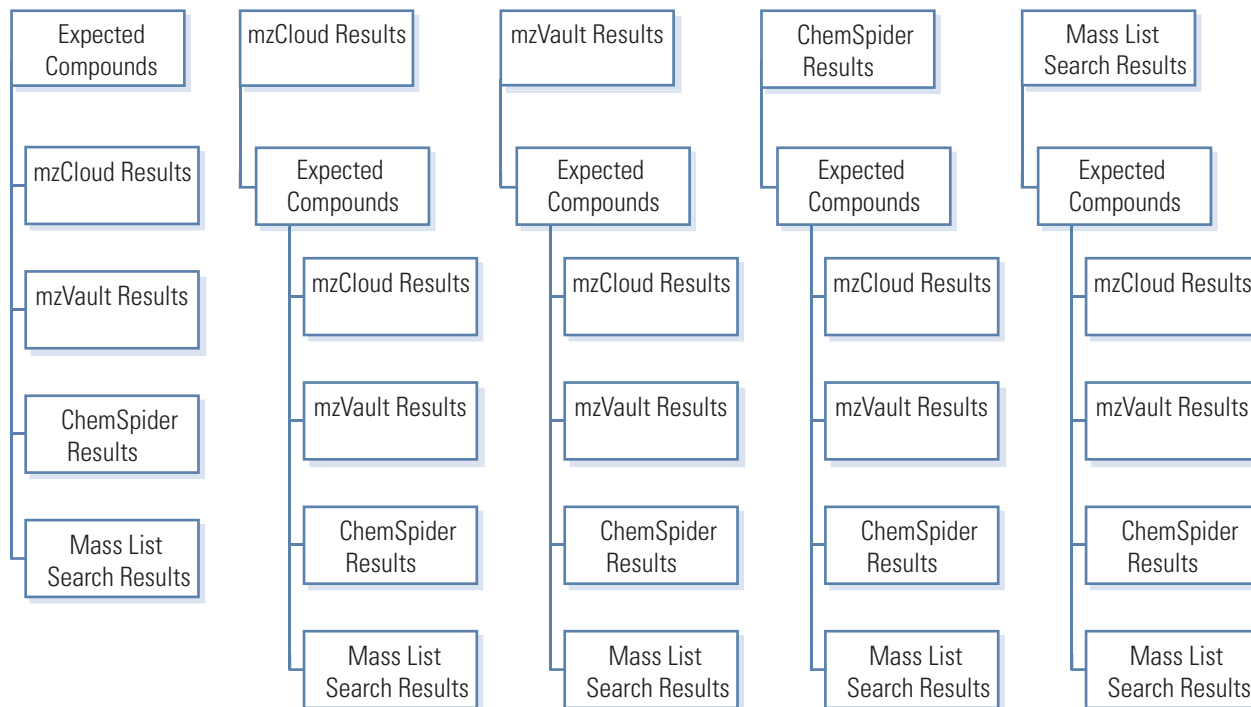 Expected
Compounds
mzCloud Results
mzVault Results
ChemSpider
Results
Mass List
Search Results
mzCloud Results
Expected
Compounds
mzCloud Results
mzVault Results
ChemSpider
Results
Mass List
Search Results
mzVault Results
Expected
Compounds
mzCloud Results
mzVault Results
ChemSpider
Results
Mass List
Search Results
ChemSpider
Results
Expected
Compounds
mzCloud Results
mzVault Results
ChemSpider
Results
Mass List
Search Results
Mass List
Search Results
Expected
Compounds
mzCloud Results
mzVault Results
ChemSpider
Results
Mass List
Search Results